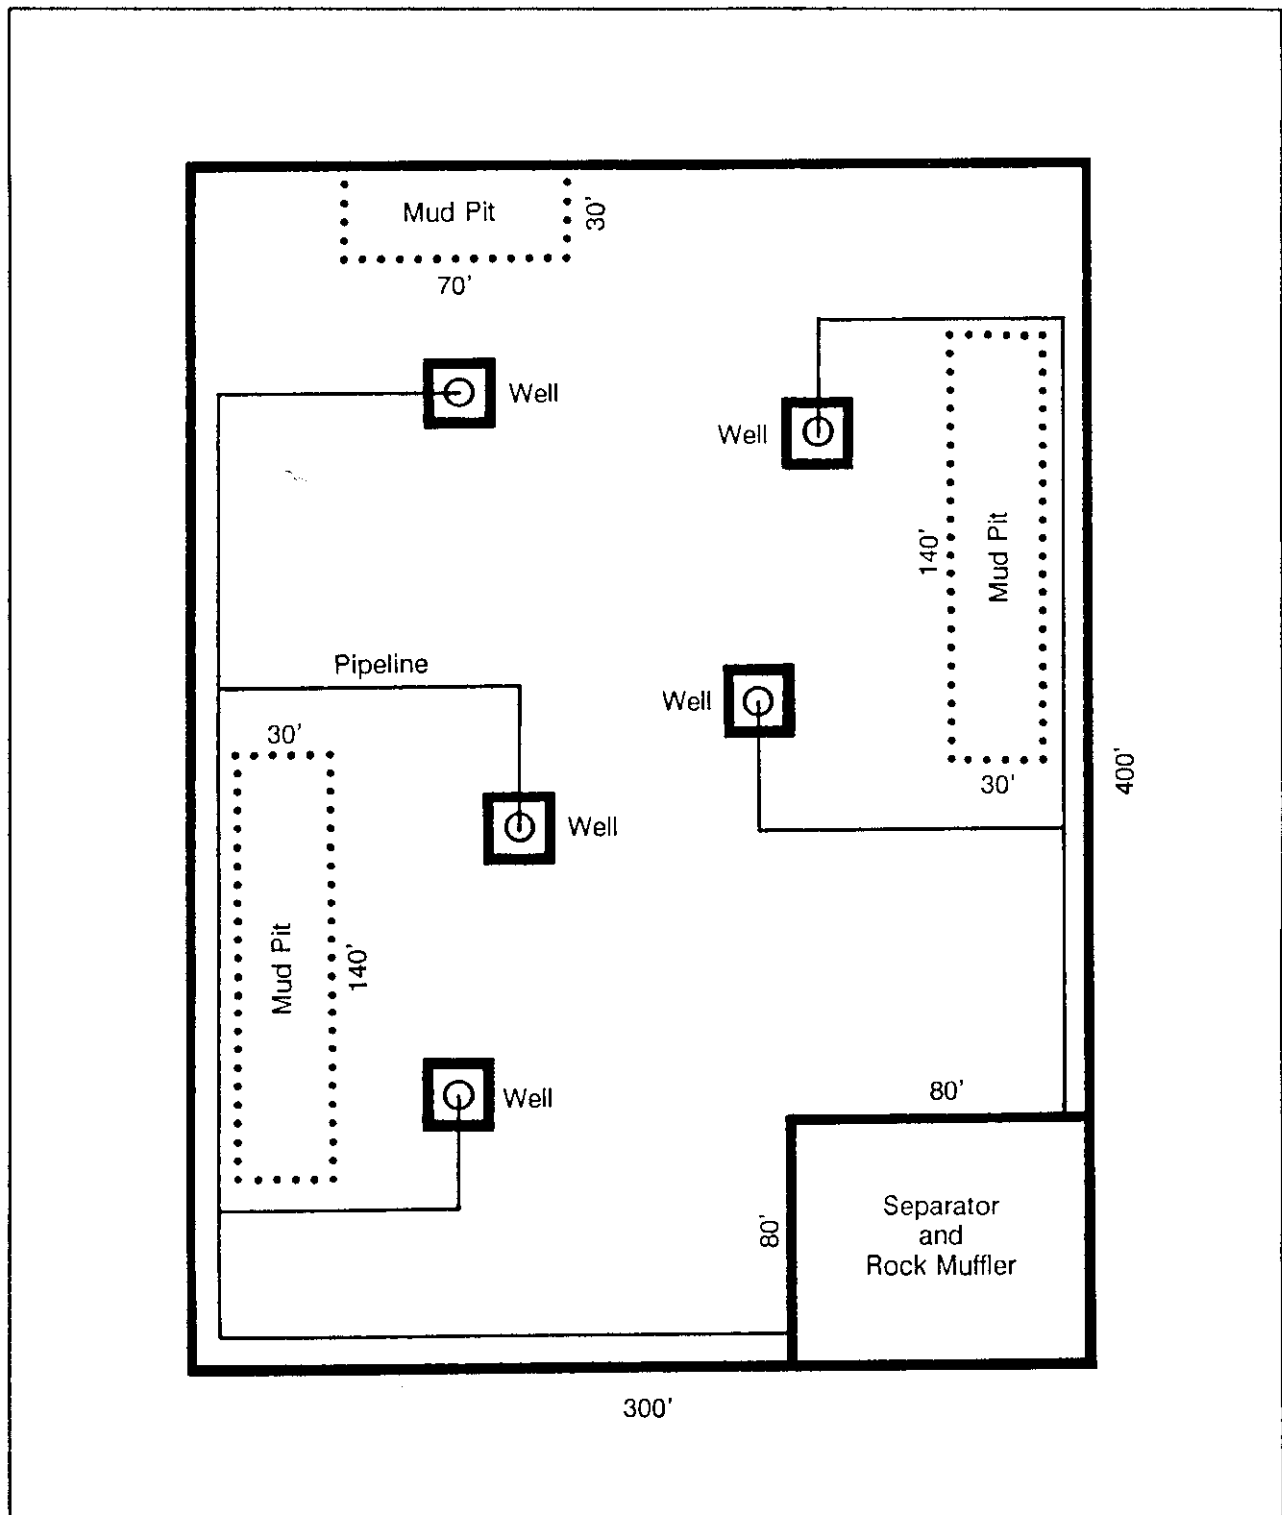 Mud Pit
30'
70'
Well
Well
140'
Mud Pit
Pipeline
Well
30'
30'
400'
Well
Mud Pit
140'
Well
80'
80'
Separator
and
Rock Muffler
300'